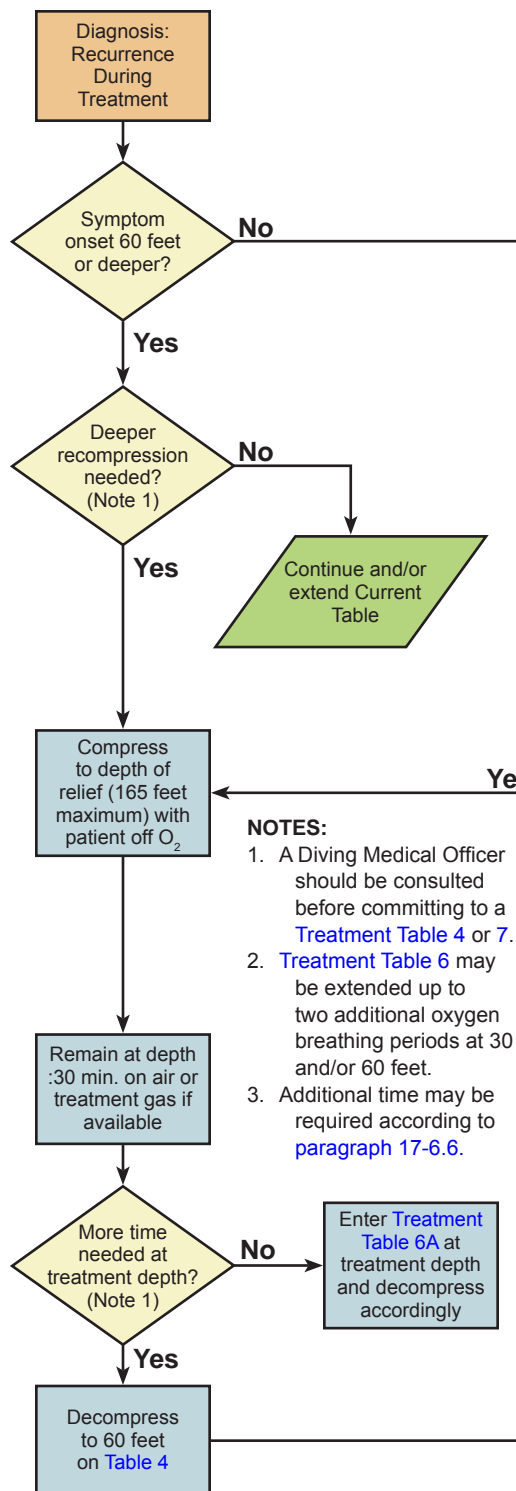 Diagnosis:
Recurrence
During
Treatment
Symptom
onset 60 feet
or deeper?
No
Yes
Deeper
recompression
needed?
(Note 1)
No
Yes
Continue and/or
extend Current
Table
Compress
to depth of
relief (165 feet
maximum) with
patient off O2
Ye
NOTES:
1. A Diving Medical Officer
should be consulted
before committing to a
Treatment Table 4 or 7.
2. Treatment Table 6 may
be extended up to
two additional oxygen
breathing periods at 30
and/or 60 feet.
3. Additional time may be
required according to
paragraph 17-6.6.
Remain at depth
:30 min. on air or
treatment gas if
available
More time
needed at
treatment depth?
(Note 1)
No
Enter Treatment
Table 6A at
treatment depth
and decompress
accordingly
Yes
Decompress
to 60 feet
on Table 4